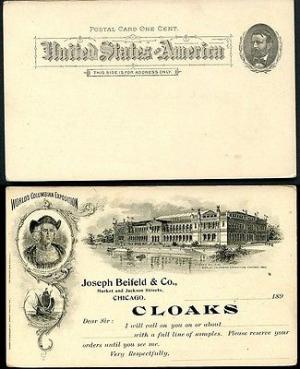 POSTAL CARD ONE CENT.
United States of America
THIS SIDE IS FOR ADDRESS ONLY.
WORLD'S COLUMBIAN EXPOSITION
Joseph Beifeld & Co.,
Market and Jackson Streets,
CHICAGO.
189
CLOAKS
Dear Sir:
I will call on you on or about
with a full line of samples. Please reserve your
orders until you see me.
Very Respectfully,